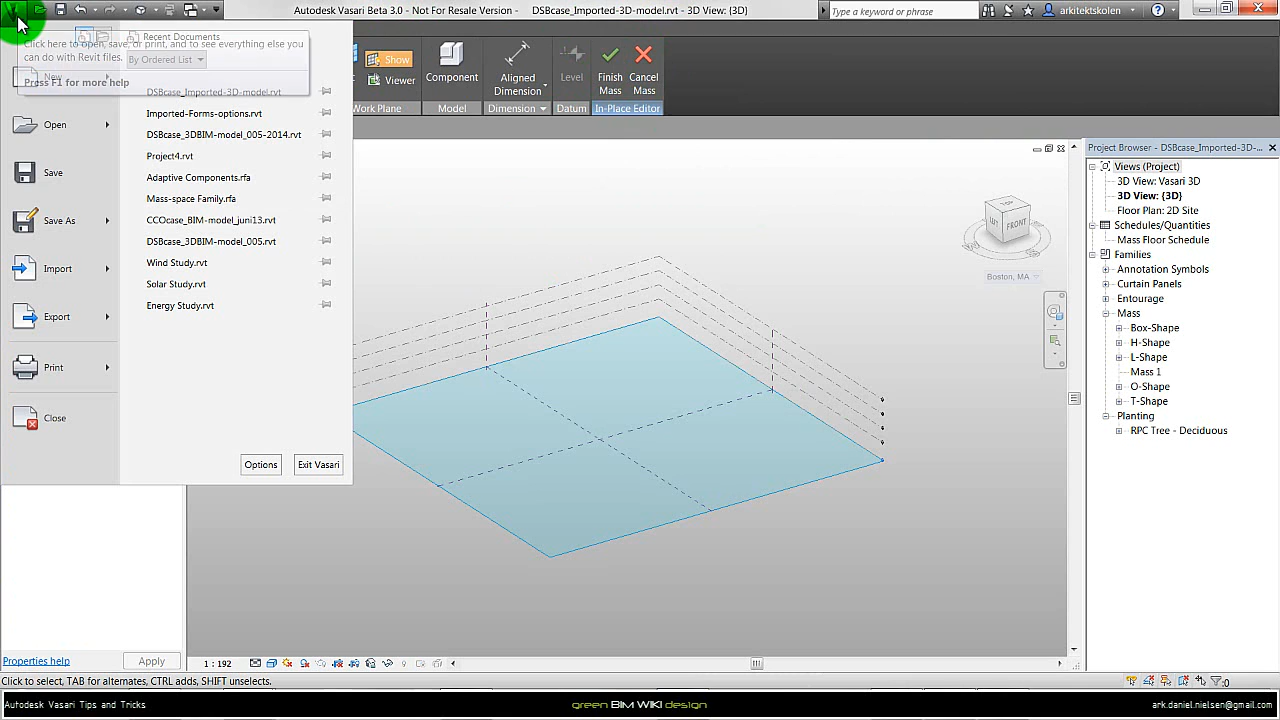 Autodesk Vasari Beta 3.0 - Not For Resale Version - DSBcase_Imported-3D-model.rvt - 3D View: {3D}
Type a keyword or phrase
arkitektskolen
Recent Documents
Click here to open, save, or print, and to see everything else you
can do with Revit files.
By Ordered List
New
Press F1 for more help
DSBcase_Imported-3D-model.rvt
Imported-Forms-options.rvt
DSBcase_3DBIM-model_005-2014.rvt
Project4.rvt
Adaptive Components.rfa
Mass-space Family.rfa
CCOcase_BIM-model_juni13.rvt
DSBcase_3DBIM-model_005.rvt
Wind Study.rvt
Solar Study.rvt
Energy Study.rvt
Open
Save
Save As
Import
Export
Print
Close
Options
Exit Vasari
Show
Viewer
Work Plane
Component
Model
Aligned
Dimension
Dimension
Level
Datum
Finish
Mass
Cancel
Mass
In-Place Editor
TOP
LEFT
FRONT
Boston, MA
Project Browser - DSBcase_Imported-3D-...
Views (Project)
3D View: Vasari 3D
3D View: {3D}
Floor Plan: 2D Site
Schedules/Quantities
Mass Floor Schedule
Families
Annotation Symbols
Curtain Panels
Entourage
Mass
Box-Shape
H-Shape
L-Shape
Mass 1
O-Shape
T-Shape
Planting
RPC Tree - Deciduous
Properties help
Apply
1 : 192
Click to select, TAB for alternates, CTRL adds, SHIFT unselects.
:0
Autodesk Vasari Tips and Tricks
green BIM WIKI design
ark.daniel.nielsen@gmail.com